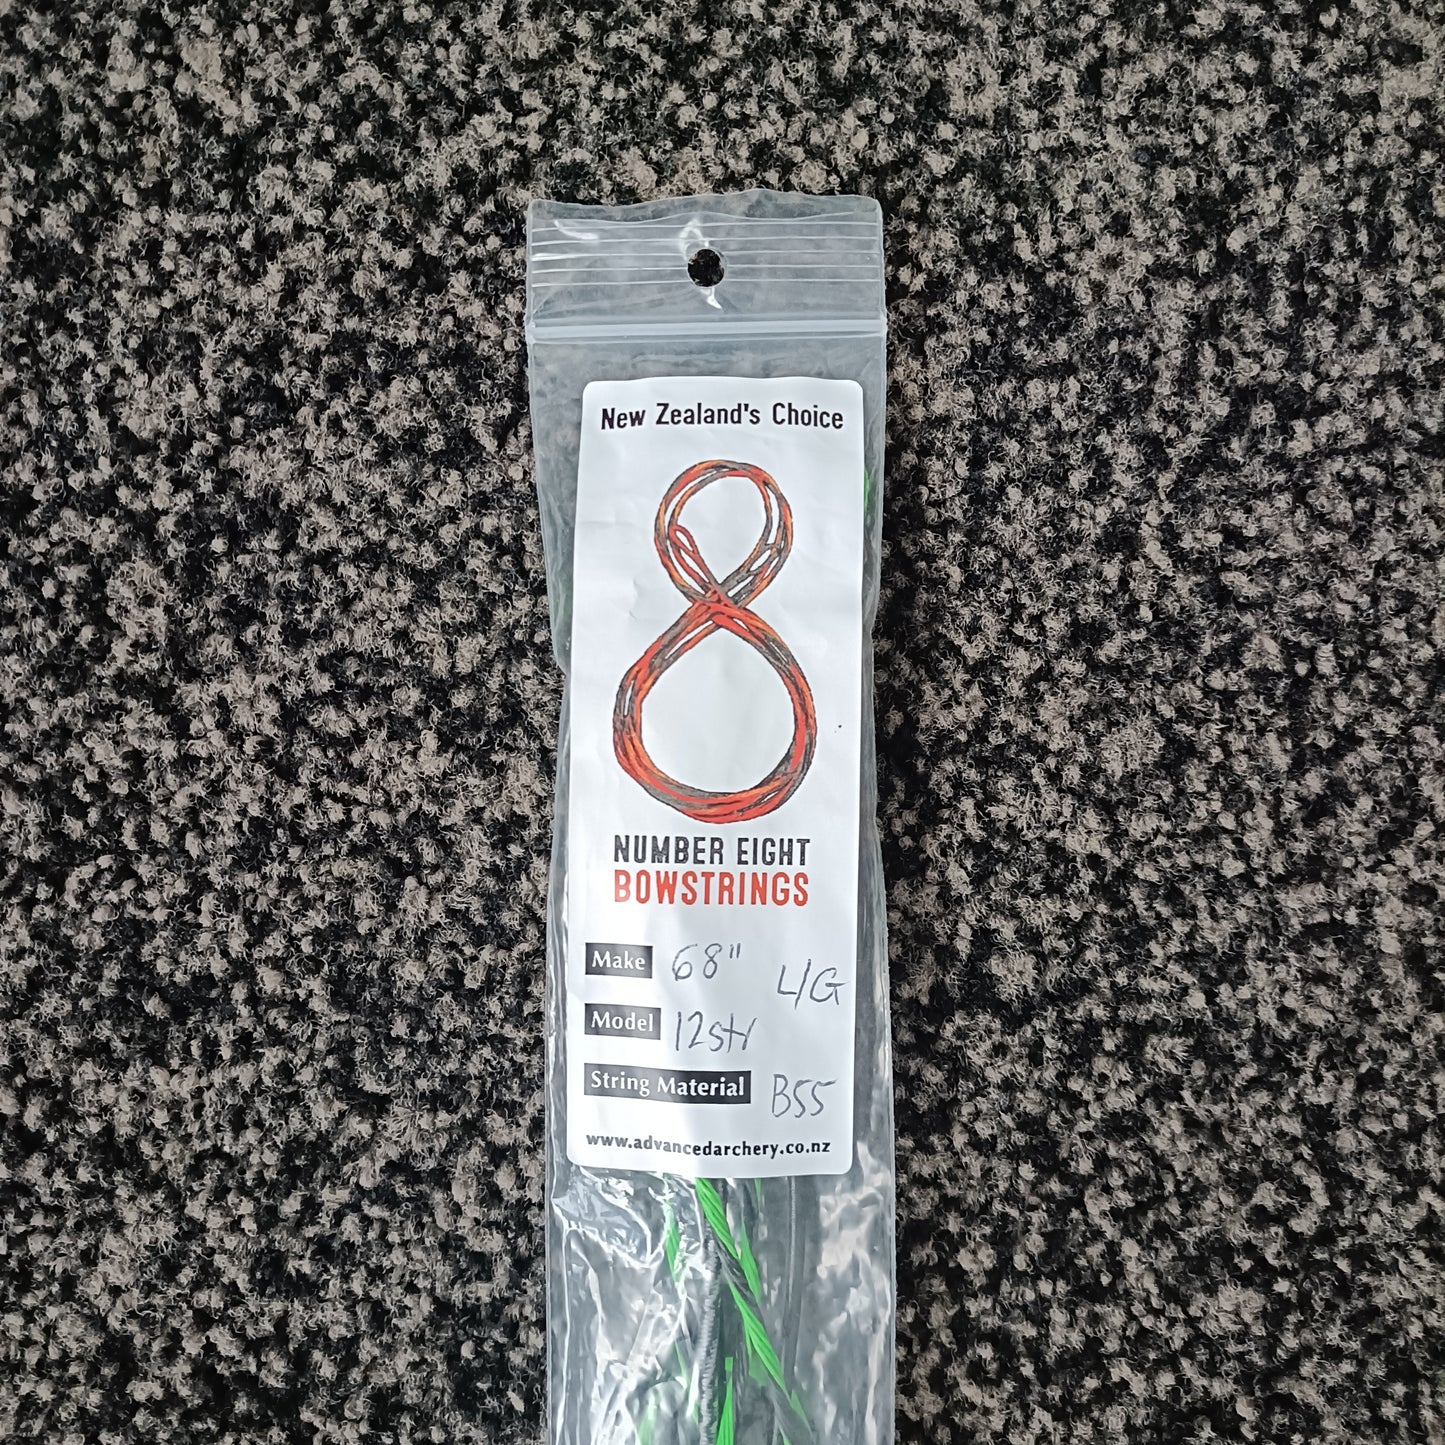 New Zealand's Choice
NUMBER EIGHT
BOWSTRINGS
Make 68" L/G
Model 12str
String Material B55
www.advancedarchery.co.nz